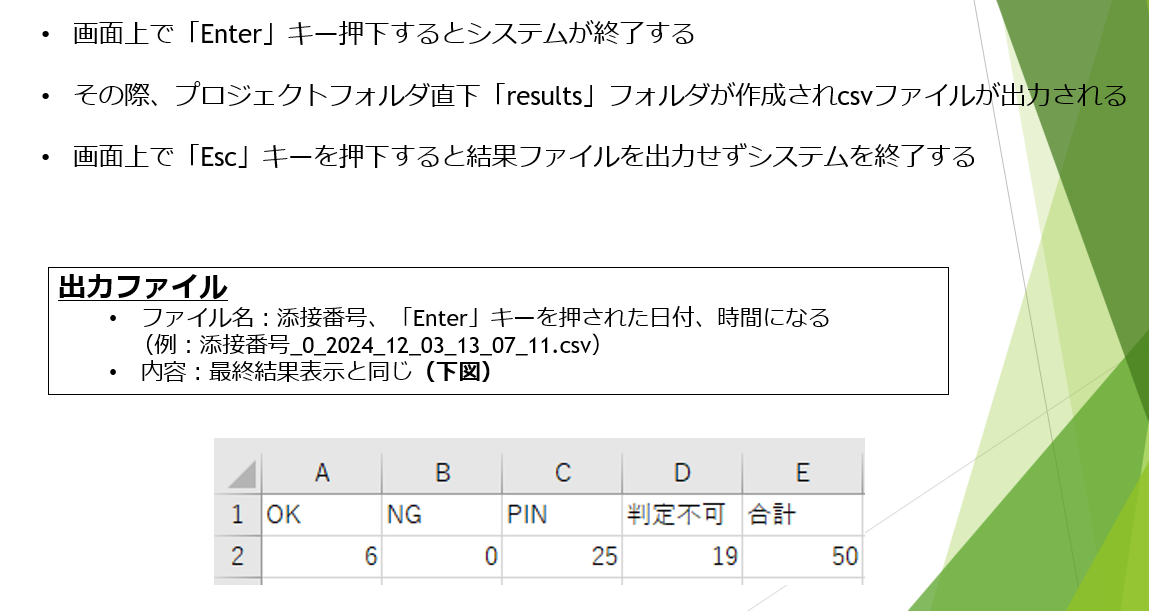 • 画面上で「Enter」キー押下するとシステムが終了する
• その際、プロジェクトフォルダ直下「results」フォルダが作成されcsvファイルが出力される
• 画面上で「Esc」キーを押下すると結果ファイルを出力せずシステムを終了する
出力ファイル
• ファイル名：添接番号、「Enter」キーを押された日付、時間になる
（例：添接番号_0_2024_12_03_13_07_11.csv）
• 内容：最終結果表示と同じ（下図）
A B C D E
1 OK NG PIN 判定不可 合計
2 6 0 25 19 50